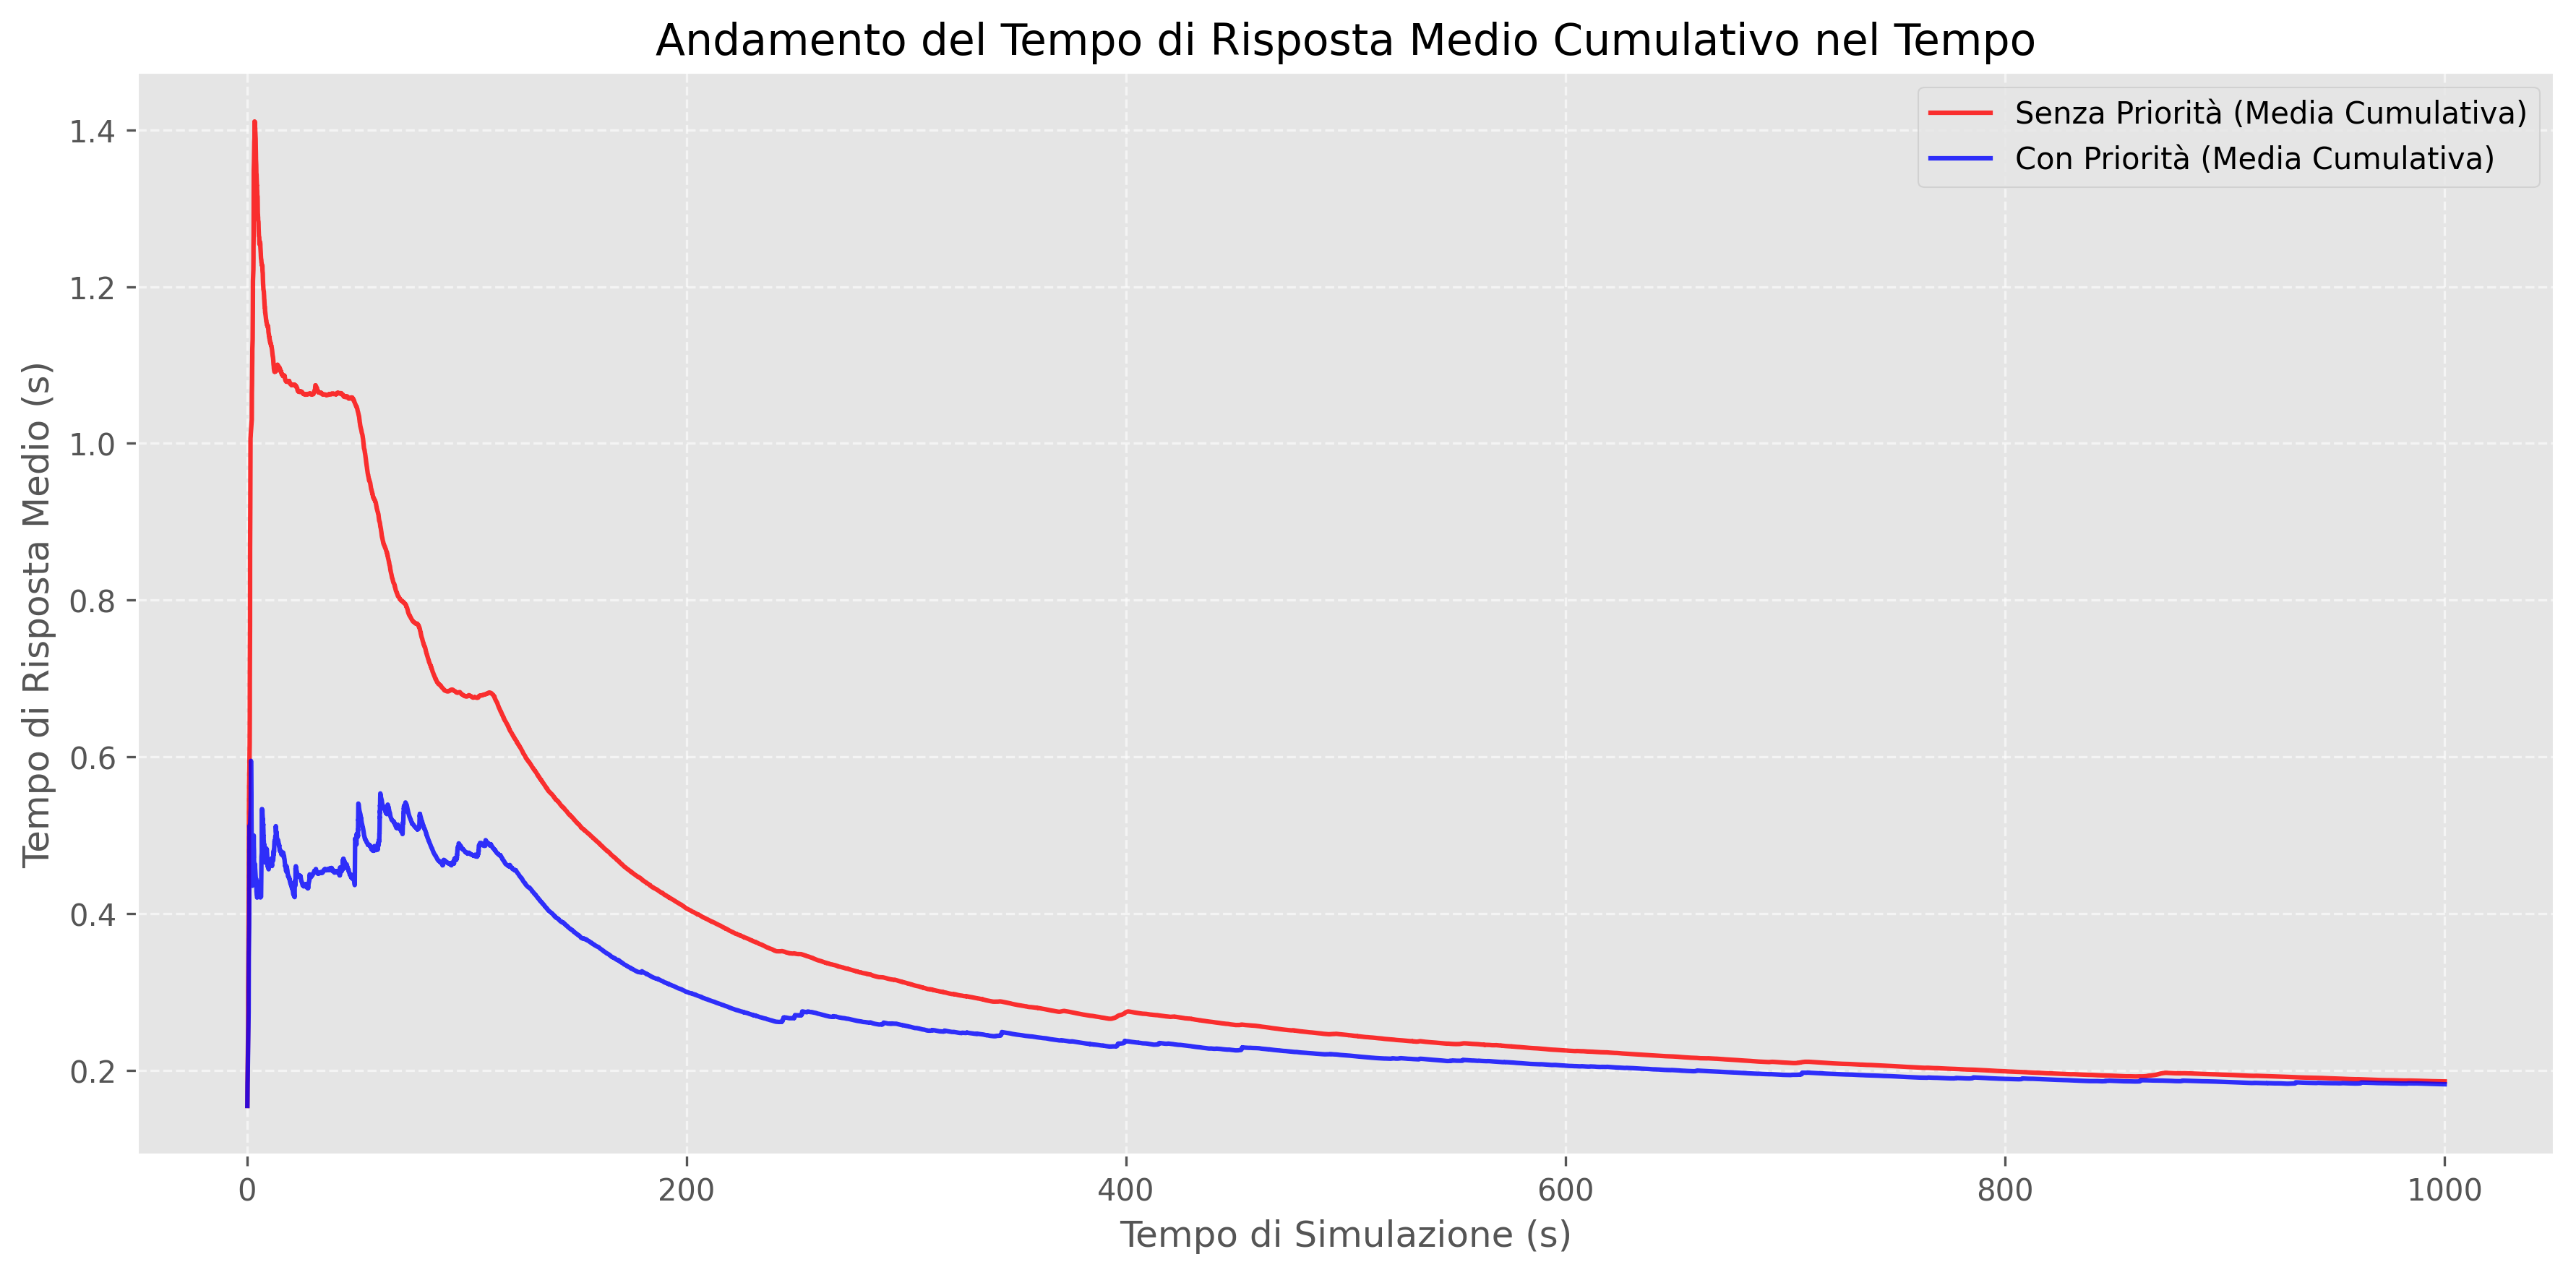 Andamento del Tempo di Risposta Medio Cumulativo nel Tempo
Senza Priorità (Media Cumulativa)
Con Priorità (Media Cumulativa)
Tempo di Risposta Medio (s)
1.4
1.2
1.0
0.8
0.6
0.4
0.2
0 200 400 600 800 1000
Tempo di Simulazione (s)